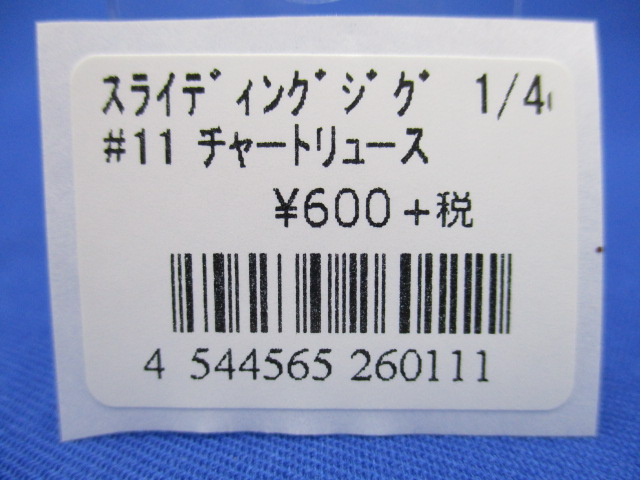 ｽﾗｲﾃﾞｨﾝｸﾞｼﾞｸﾞ 1/4
#11 チャートリュース
¥600+税
4 544565 260111